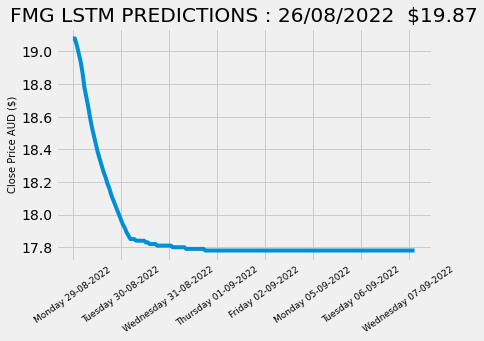 FMG LSTM PREDICTIONS : 26/08/2022  $19.87
Close Price AUD ($)
19.0
18.8
18.6
18.4
18.2
18.0
17.8
Monday 29-08-2022
Tuesday 30-08-2022
Wednesday 31-08-2022
Thursday 01-09-2022
Friday 02-09-2022
Monday 05-09-2022
Tuesday 06-09-2022
Wednesday 07-09-2022